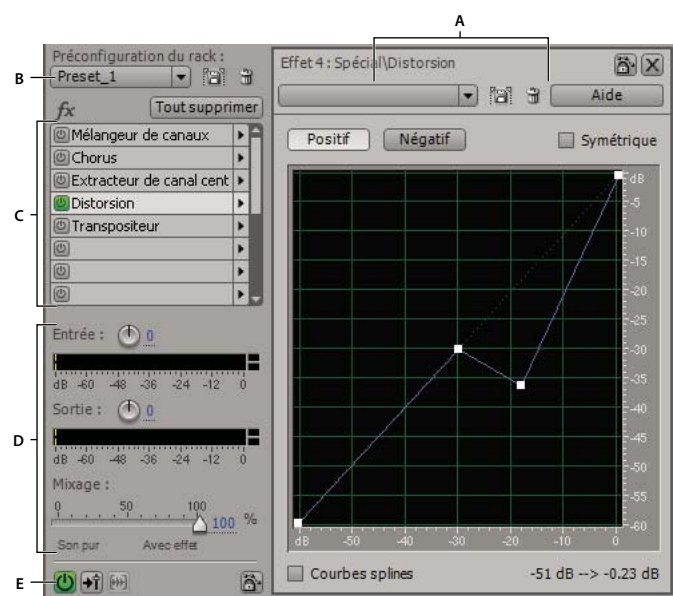 A
Préconfiguration du rack :
B
Preset_1
fx
Tout supprimer
C
Mélangeur de canaux
Chorus
Extracteur de canal cent
Distorsion
Transpositeur
D
Entrée : 0
dB -60 -48 -36 -24 -12 0
Sortie : 0
dB -60 -48 -36 -24 -12 0
Mixage :
0 50 100
100 %
Son pur Avec effet
E
Effet 4 : Spécial\Distorsion
Aide
Positif Négatif Symétrique
dB
-5
-10
-15
-20
-25
-30
-35
-40
-45
-50
-55
-60
dB -50 -40 -30 -20 -10 0
Courbes splines -51 dB --> -0.23 dB